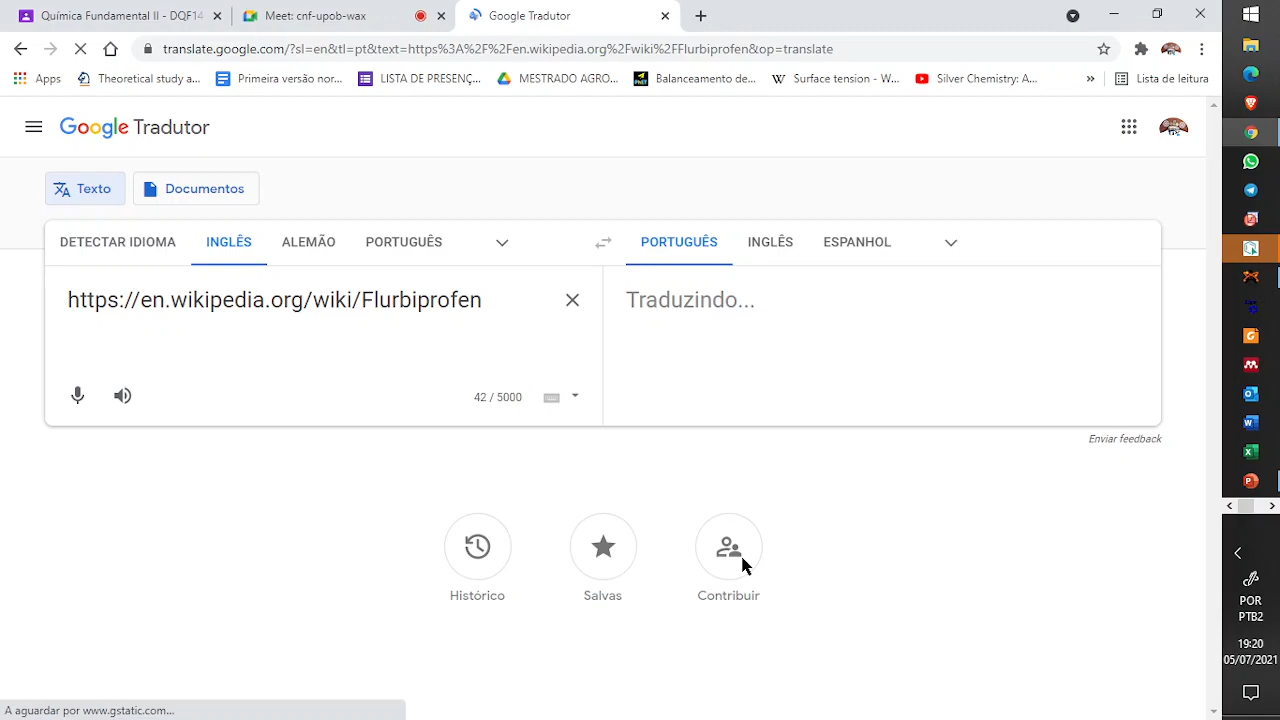 Química Fundamental II - DQF14
Meet: cnf-upob-wax
Google Tradutor
translate.google.com/?sl=en&tl=pt&text=https%3A%2F%2Fen.wikipedia.org%2Fwiki%2FFlurbiprofen&op=translate
Apps
Theoretical study a...
Primeira versão nor...
LISTA DE PRESENÇ...
MESTRADO AGRO...
Balanceamento de...
Surface tension - W...
Silver Chemistry: A...
»
Lista de leitura
Google Tradutor
Texto
Documentos
DETECTAR IDIOMA
INGLÊS
ALEMÃO
PORTUGUÊS
PORTUGUÊS
INGLÊS
ESPANHOL
https://en.wikipedia.org/wiki/Flurbiprofen
Traduzindo...
42 / 5000
Enviar feedback
Histórico
Salvas
Contribuir
POR
PTB2
19:20
05/07/2021
A aguardar por www.gstatic.com...